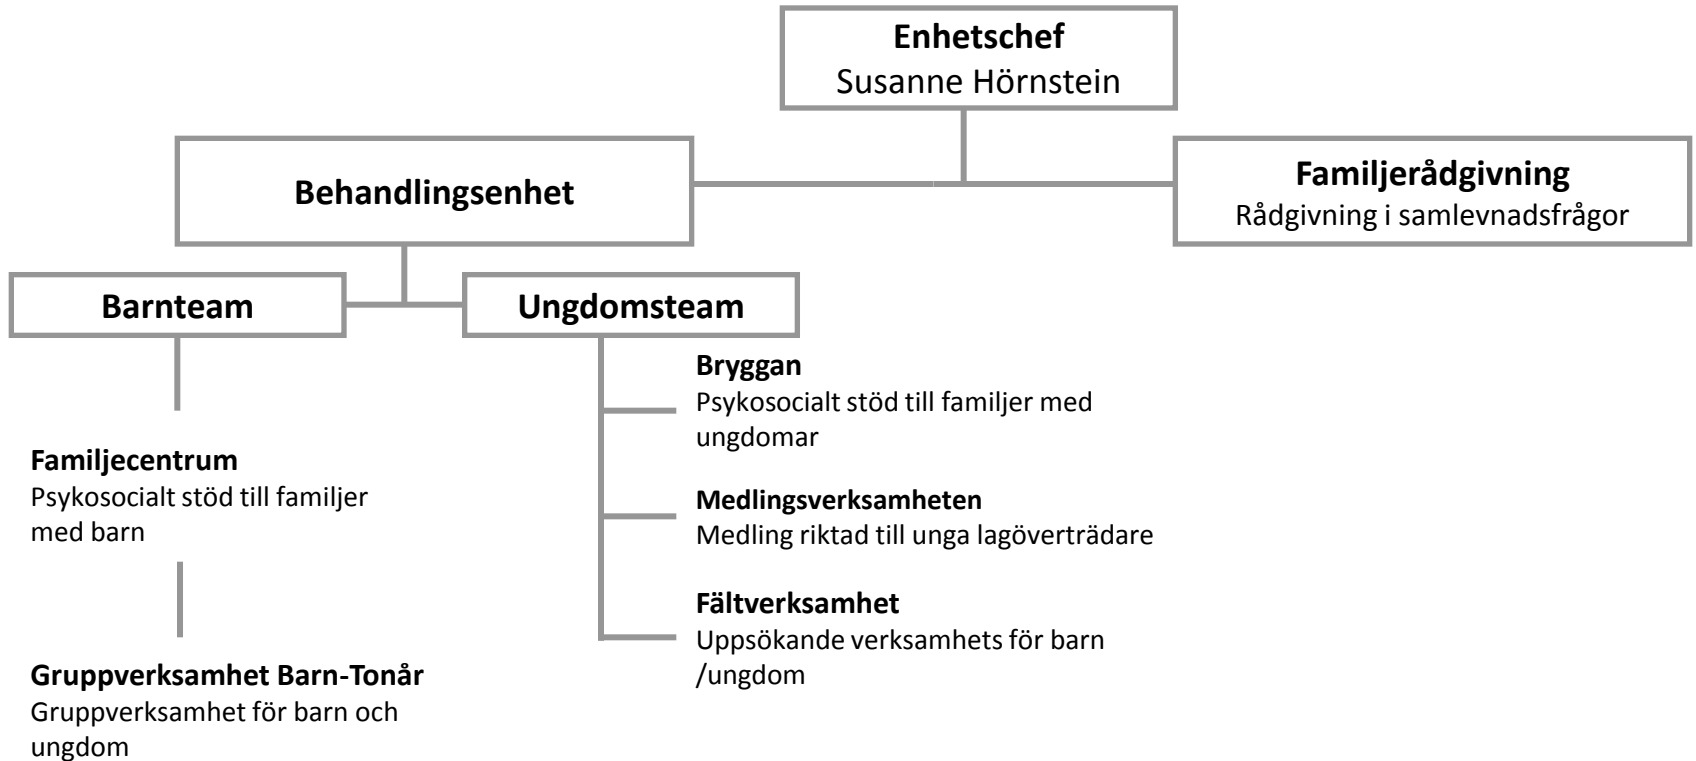 Enhetschef
Susanne Hörnstein
Behandlingsenhet
Familjerådgivning
Rådgivning i samlevnadsfrågor
Barnteam
Ungdomsteam
Familjecentrum
Psykosocialt stöd till familjer
med barn
Gruppverksamhet Barn-Tonår
Gruppverksamhet för barn och
ungdom
Bryggan
Psykosocialt stöd till familjer med
ungdomar
Medlingsverksamheten
Medling riktad till unga lagöverträdare
Fältverksamhet
Uppsökande verksamhets för barn
/ungdom